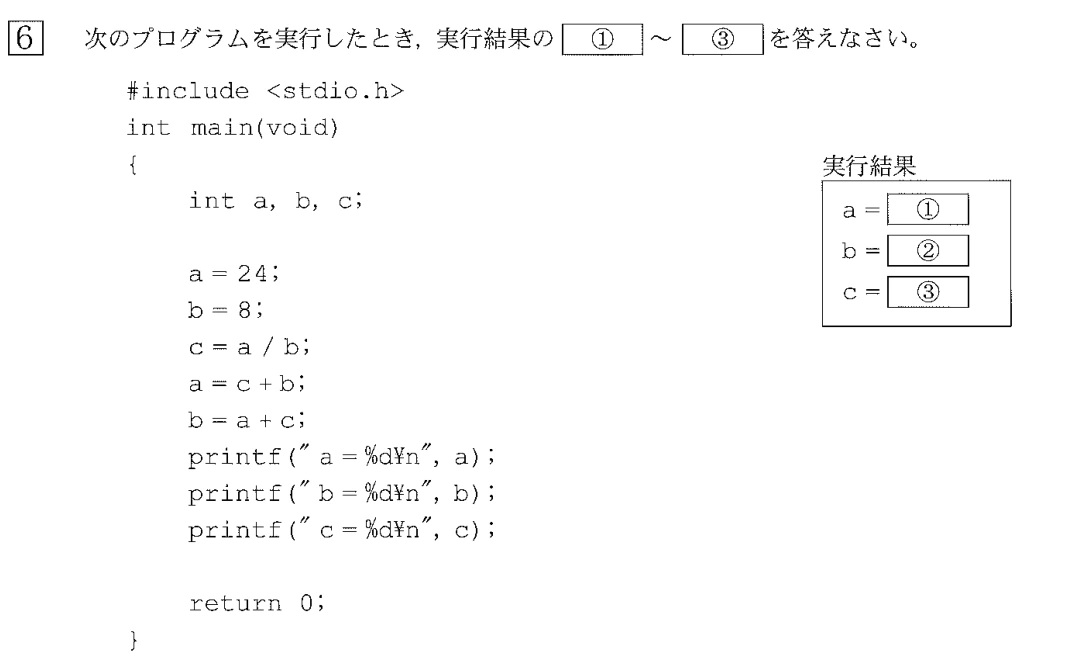 6 次のプログラムを実行したとき，実行結果の ① ～ ③ を答えなさい。
#include <stdio.h>
int main(void)
{
int a, b, c;
a = 24;
b = 8;
c = a / b;
a = c + b;
b = a + c;
printf(″a = %d¥n″, a);
printf(″b = %d¥n″, b);
printf(″c = %d¥n″, c);
return 0;
}
実行結果
a = ①
b = ②
c = ③